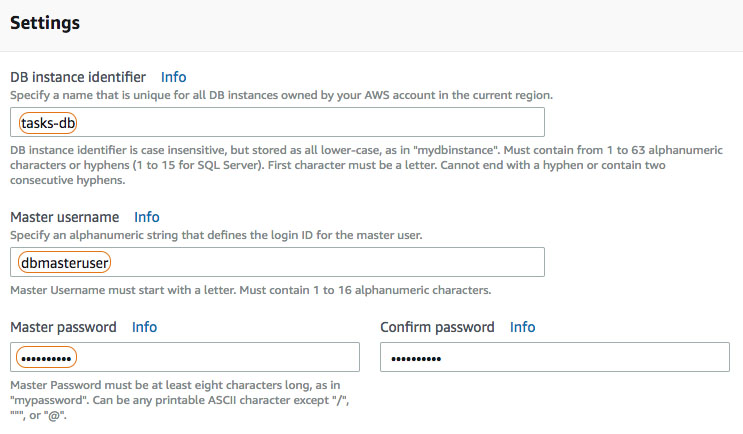 Settings
DB instance identifier Info
Specify a name that is unique for all DB instances owned by your AWS account in the current region.
tasks-db
DB instance identifier is case insensitive, but stored as all lower-case, as in "mydbinstance". Must contain from 1 to 63 alphanumeric
characters or hyphens (1 to 15 for SQL Server). First character must be a letter. Cannot end with a hyphen or contain two
consecutive hyphens.
Master username Info
Specify an alphanumeric string that defines the login ID for the master user.
dbmasteruser
Master Username must start with a letter. Must contain 1 to 16 alphanumeric characters.
Master password Info Confirm password Info
•••••••••• ••••••••••
Master Password must be at least eight characters long, as in
"mypassword". Can be any printable ASCII character except "/",
""", or "@".